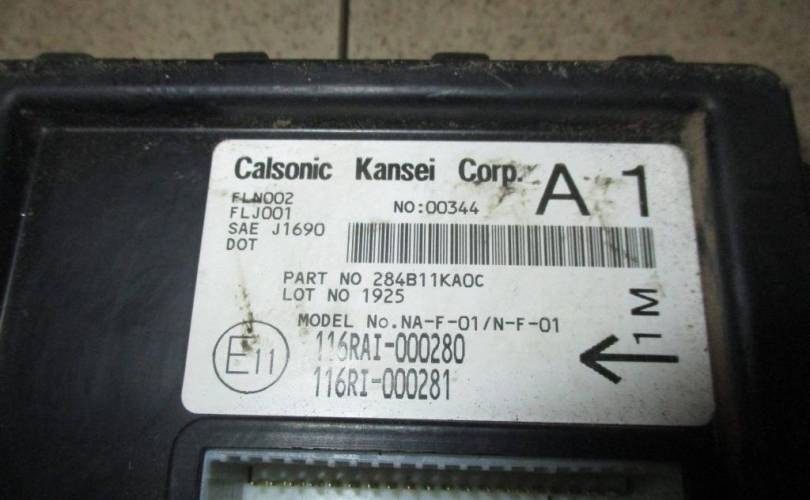 Calsonic Kansei Corp. A 1
FLN002
FLJ001
NO:00344
SAE J1690
DOT
PART NO 284B11KA0C
LOT NO 1925
MODEL No.NA-F-01/N-F-01
E11
116RAI-000280
116RI-000281
1 M